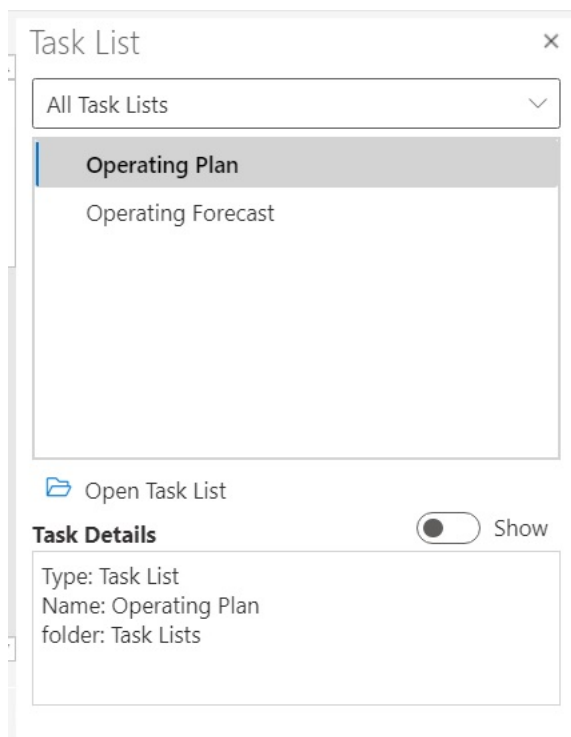 Task List
All Task Lists
Operating Plan
Operating Forecast
Open Task List
Task Details
Show
Type: Task List
Name: Operating Plan
folder: Task Lists